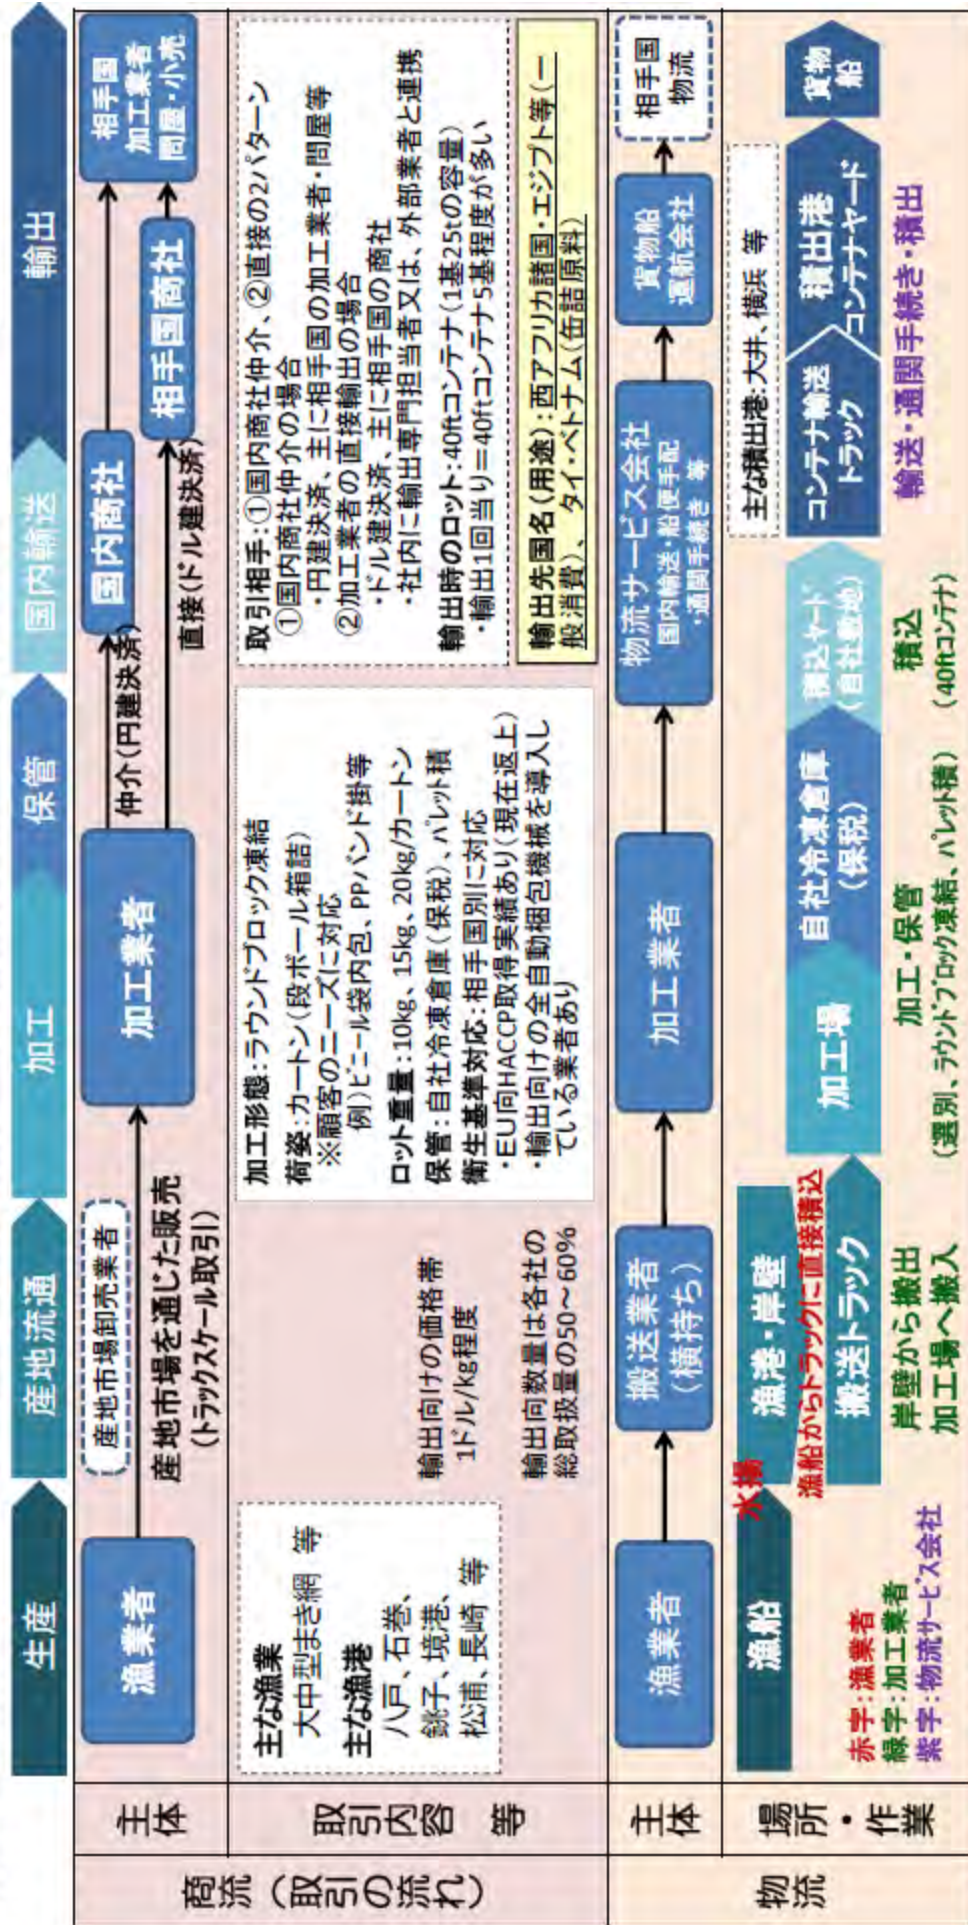 生産
産地流通
加工
保管
国内輸送
輸出
商流(取引の流れ)
主体
漁業者
産地市場卸売業者
産地市場を通じた販売
(トラックスケール取引)
加工業者
仲介(円建決済)
国内商社
直接(ドル建決済)
相手国商社
相手国
加工業者
問屋・小売
取引内容
等
主な漁業
大中型まき網 等
主な漁港
八戸、石巻、
銚子、境港、
松浦、長崎 等
輸出向けの価格帯
1ドル/kg程度
輸出向数量は各社の
総取扱量の50~60%
加工形態:ラウンドブロック凍結
荷姿:カートン(段ボール箱詰)
※顧客のニーズに対応
例)ビニール袋内包、PPバンド掛等
ロット重量:10kg、15kg、20kg/カートン
保管:自社冷凍倉庫(保税)、パレット積
衛生基準対応:相手国別に対応
・EU向HACCP取得実績あり(現在返上)
・輸出向けの全自動梱包機械を導入し
ている業者あり
取引相手:①国内商社仲介、②直接の2パターン
①国内商社仲介の場合
・円建決済、主に相手国の加工業者・問屋等
②加工業者の直接輸出の場合
・ドル建決済、主に相手国の商社
・社内に輸出専門担当者又は、外部業者と連携
輸出時のロット:40ftコンテナ(1基25tの容量)
・輸出1回当り=40ftコンテナ5基程度が多い
輸出先国名(用途):西アフリカ諸国・エジプト等(一
般消費)、タイ・ベトナム(缶詰原料)
物流
主体
漁業者
搬送業者
(横持ち)
加工業者
物流サービス会社
国内輸送・船便手配
・通関手続き 等
貨物船
運航会社
相手国
物流
場所・作業
漁船
水揚
漁港・岸壁
漁船からトラックに直接積込
搬送トラック
加工場
自社冷凍倉庫
(保税)
積込ヤード
(自社敷地)
主な積出港:大井、横浜 等
コンテナ輸送
トラック
積出港
コンテナヤード
貨物
船
赤字:漁業者
緑字:加工業者
紫字:物流サービス会社
岸壁から搬出
加工場へ搬入
加工・保管
(選別、ラウンドブロック凍結、パレット積)
積込
(40ftコンテナ)
輸送・通関手続き・積出